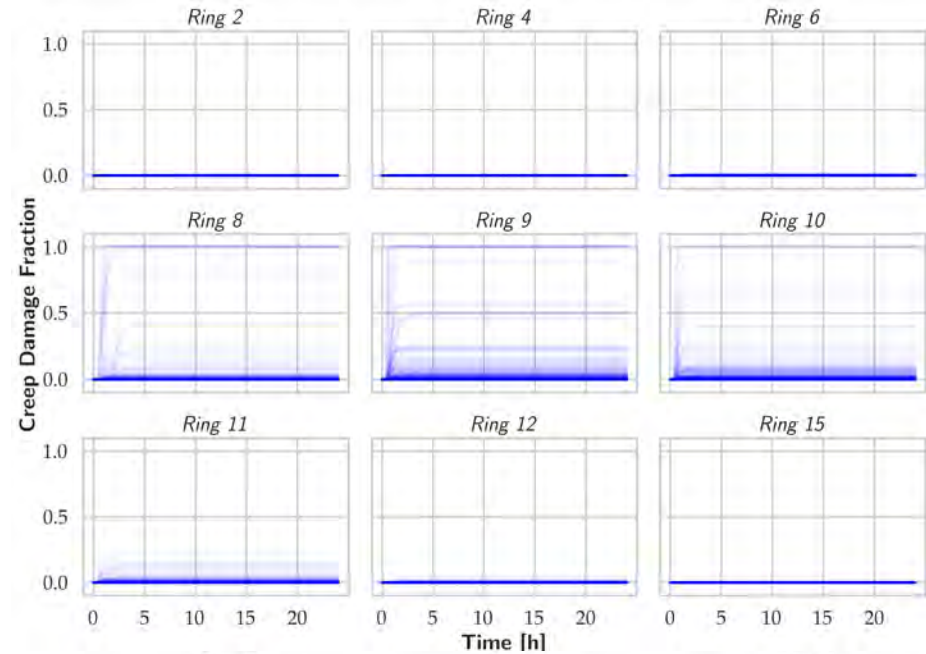 Ring 2 Ring 4 Ring 6
1.0
0.5
0.0
Ring 8 Ring 9 Ring 10
1.0
0.5
0.0
Ring 11 Ring 12 Ring 15
1.0
0.5
0.0
0 5 10 15 20 0 5 10 15 20 0 5 10 15 20
Creep Damage Fraction
Time [h]